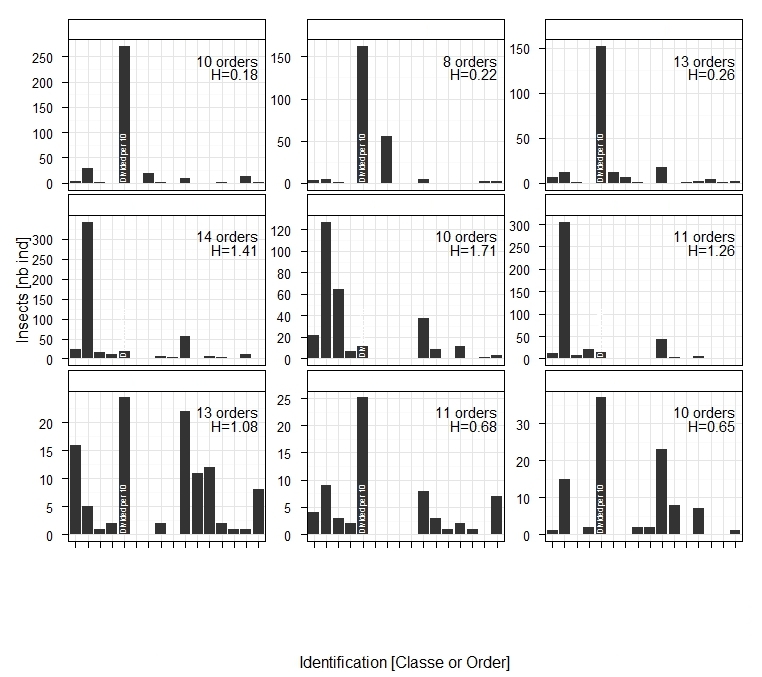 10 orders
H=0.18
250
200
150
100
50
0
Divided per 10
8 orders
H=0.22
150
100
50
0
Divided per 10
13 orders
H=0.26
150
100
50
0
Divided per 10
Insects [nb ind]
14 orders
H=1.41
300
250
200
150
100
50
0
10 orders
H=1.71
120
100
80
60
40
20
0
11 orders
H=1.26
300
250
200
150
100
50
0
13 orders
H=1.08
20
15
10
5
0
Divided per 10
11 orders
H=0.68
25
20
15
10
5
0
Divided per 10
10 orders
H=0.65
30
20
10
0
Divided per 10
Identification [Classe or Order]